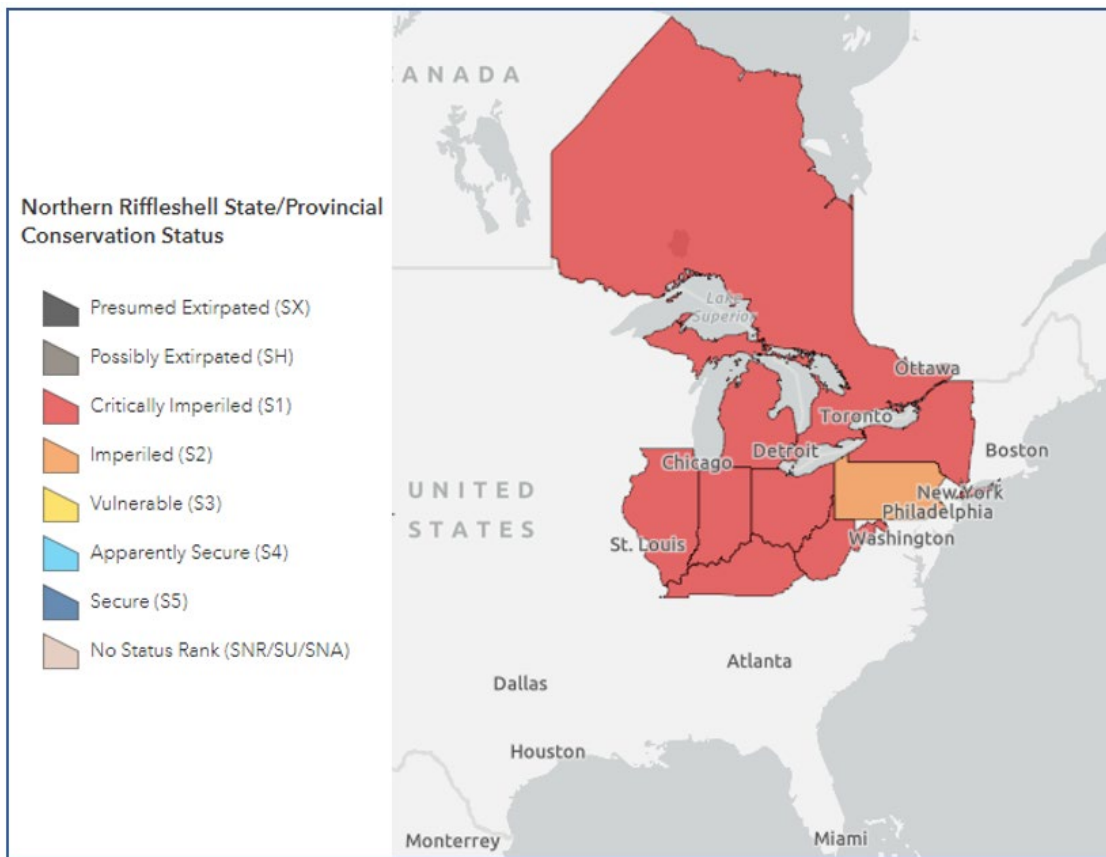 Northern Riffleshell State/Provincial
Conservation Status
Presumed Extirpated (SX)
Possibly Extirpated (SH)
Critically Imperiled (S1)
Imperiled (S2)
Vulnerable (S3)
Apparently Secure (S4)
Secure (S5)
No Status Rank (SNR/SU/SNA)
CANADA
Lake
Superior
Ottawa
Toronto
Boston
Detroit
Chicago
UNITED
STATES
New York
Philadelphia
Washington
St. Louis
Atlanta
Dallas
Houston
Monterrey
Miami